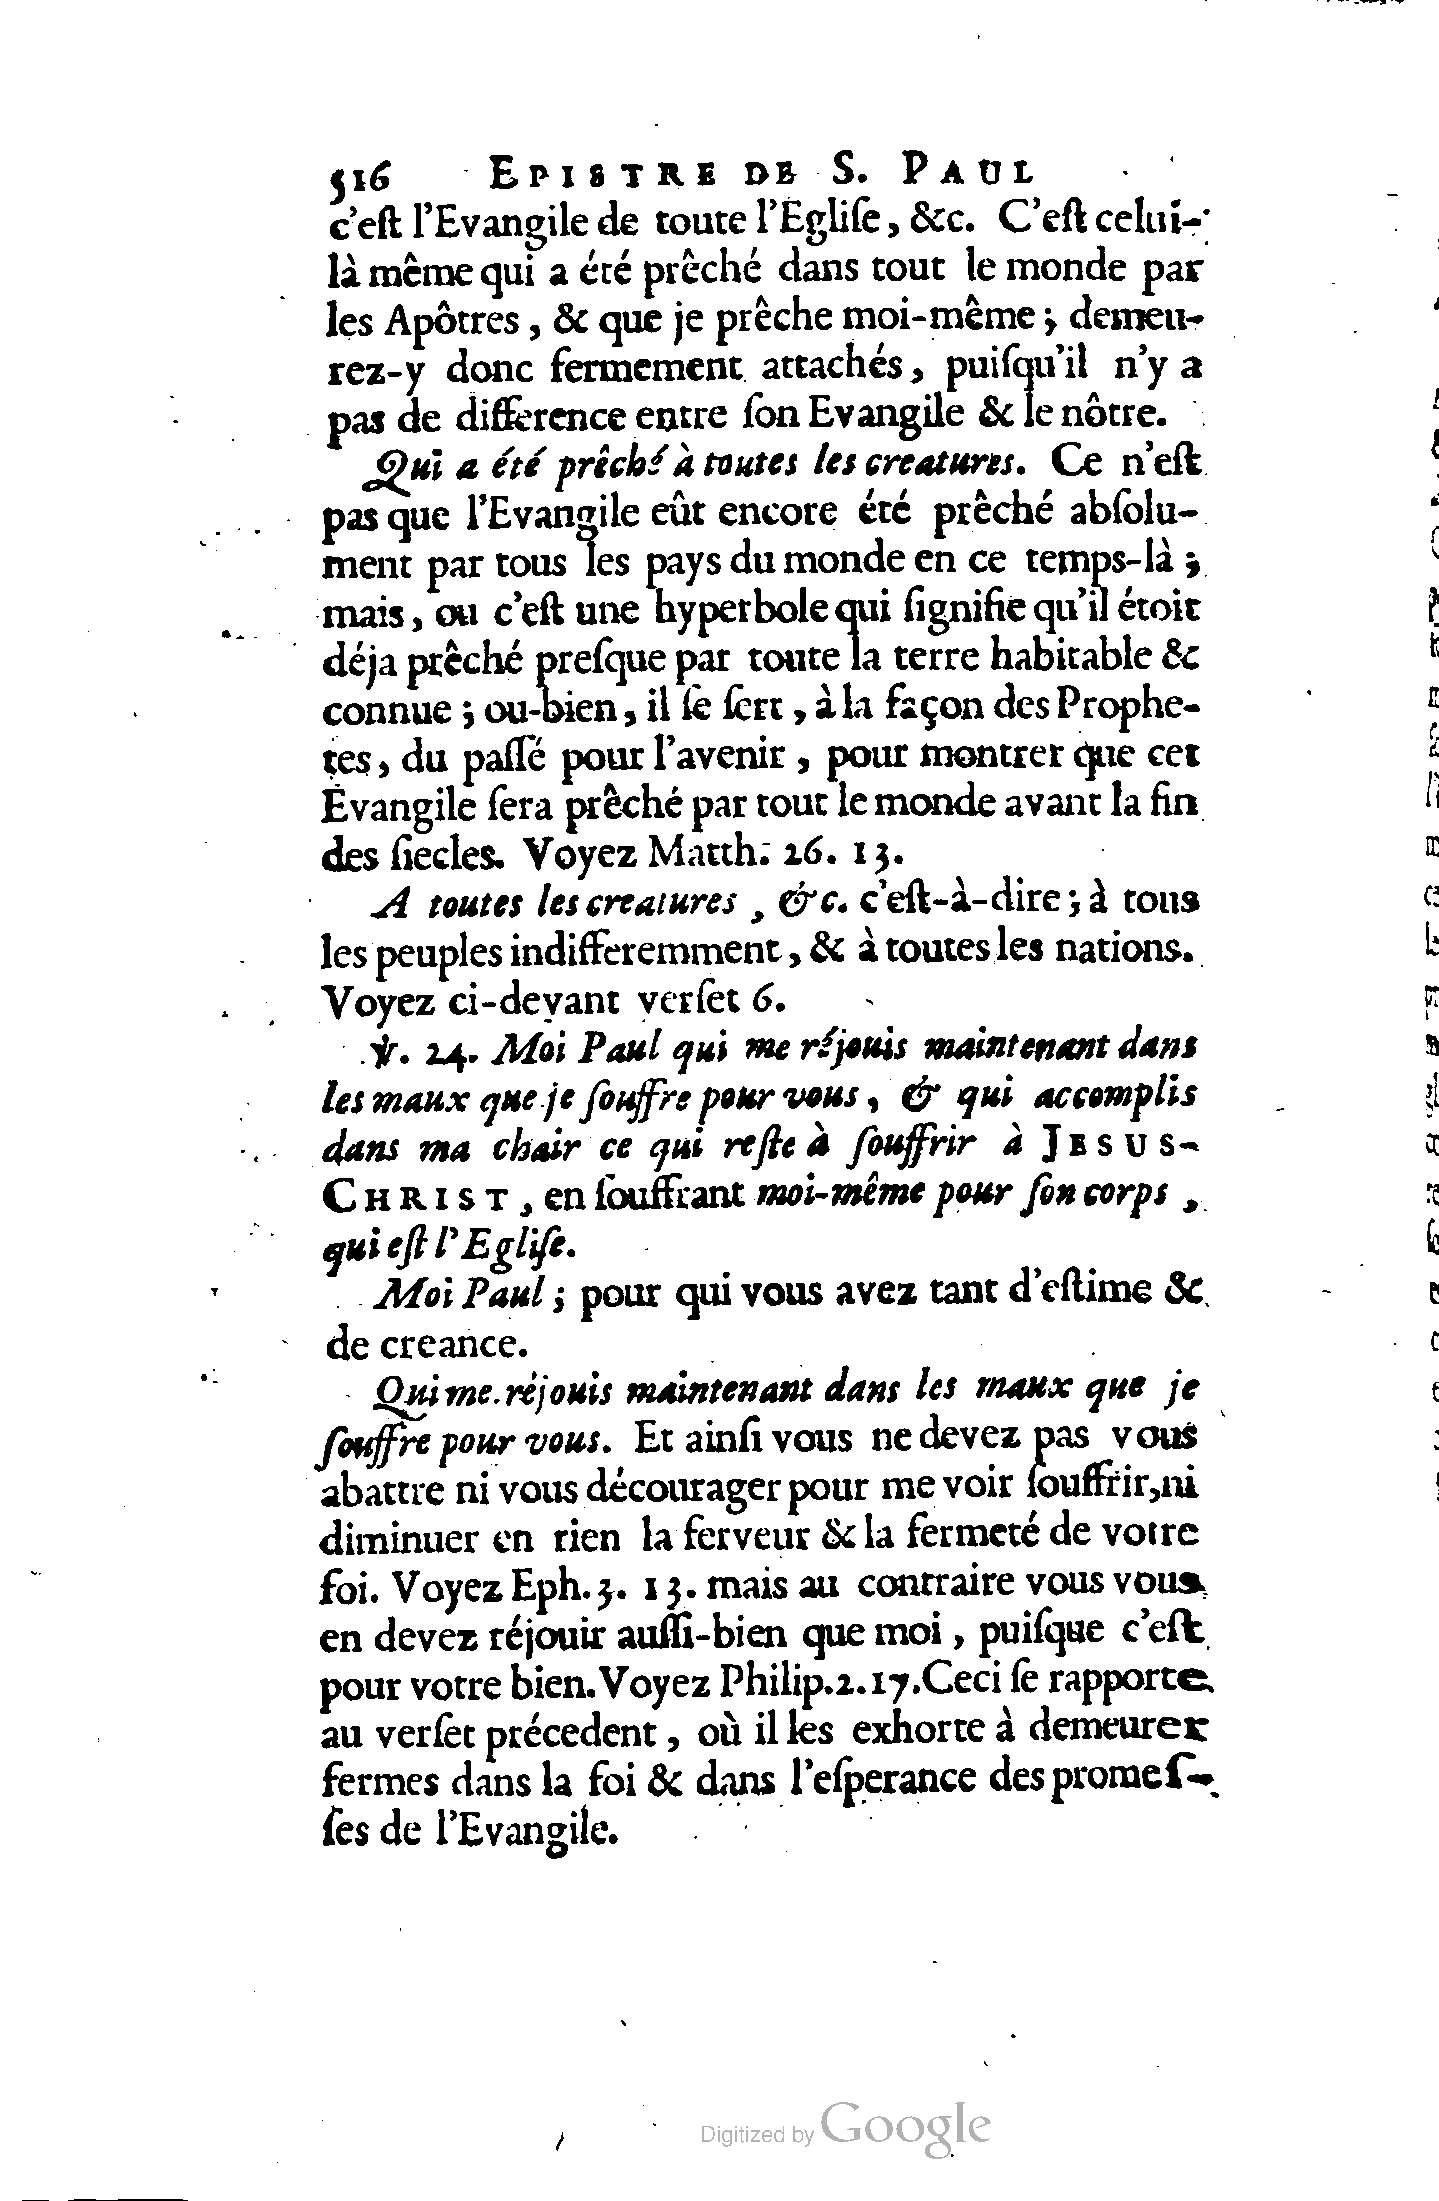 516 EPISTRE DE S. PAUL
c'eſt l'Evangile de toute l'Egliſe, &c. C'eſt celui-
là même qui a été prêché dans tout le monde par
les Apôtres, & que je prêche moi-même; demeu-
rez-y donc fermement attachés, puiſqu'il n'y a
pas de difference entre ſon Evangile & le nôtre.
Qui a été prêché à toutes les creatures. Ce n'eſt
pas que l'Evangile eût encore été prêché abſolu-
ment par tous les pays du monde en ce temps-là;
mais, ou c'eſt une hyperbole qui ſignifie qu'il étoit
déja prêché preſque par toute la terre habitable &
connue; ou-bien, il ſe ſert, à la façon des Prophe-
tes, du paſſé pour l'avenir, pour montrer que cet
Evangile ſera prêché par tout le monde avant la fin
des ſiecles. Voyez Matth. 26. 13.
A toutes les creatures, &c. c'eſt-à-dire; à tous
les peuples indifferemment, & à toutes les nations.
Voyez ci-devant verſet 6.
℣. 24. Moi Paul qui me réjouis maintenant dans
les maux que je ſouffre pour vous, & qui accomplis
dans ma chair ce qui reſte à ſouffrir à JESUS-
CHRIST, en ſouffrant moi-même pour ſon corps,
qui eſt l'Egliſe.
Moi Paul; pour qui vous avez tant d'eſtime &
de creance.
Qui me réjouis maintenant dans les maux que je
ſouffre pour vous. Et ainſi vous ne devez pas vous
abattre ni vous décourager pour me voir ſouffrir, ni
diminuer en rien la ferveur & la fermeté de votre
foi. Voyez Eph. 3. 13. mais au contraire vous vous
en devez réjouir auſſi-bien que moi, puiſque c'eſt
pour votre bien. Voyez Philip. 2. 17. Ceci ſe rapporte
au verſet précedent, où il les exhorte à demeurer
fermes dans la foi & dans l'eſperance des promeſ-
ſes de l'Evangile.
Digitized by Google